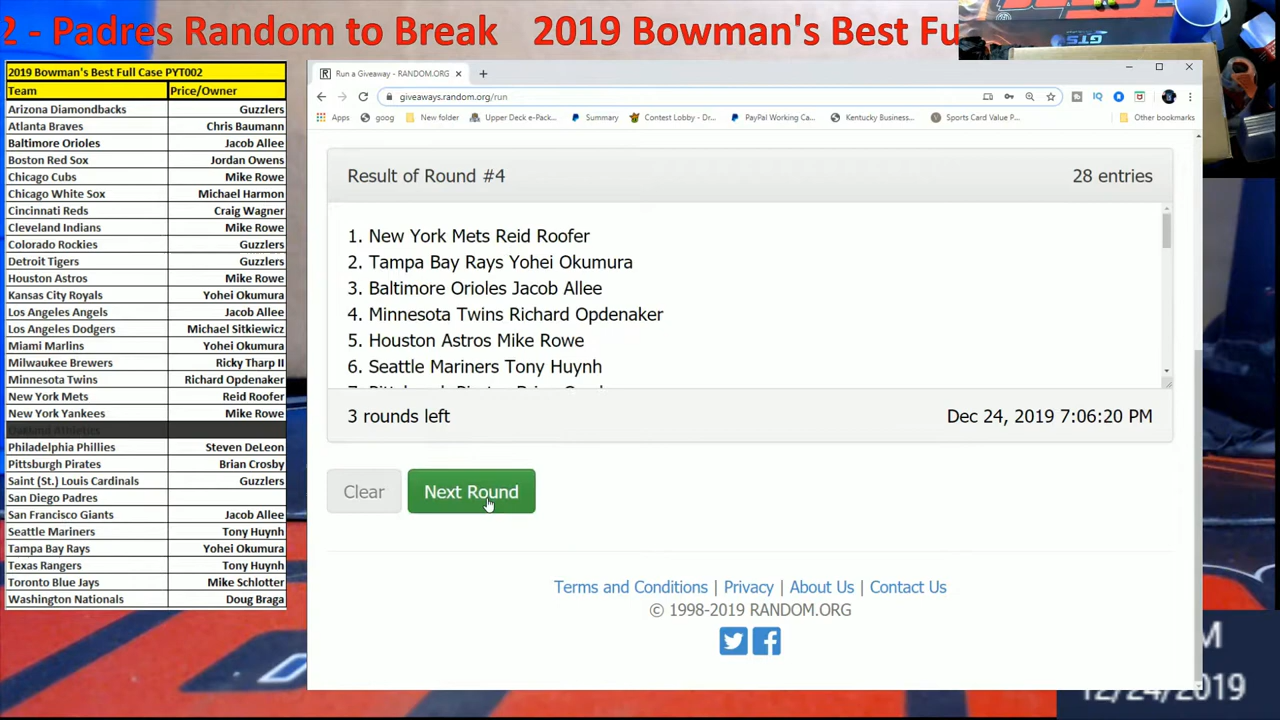 2 - Padres Random to Break 2019 Bowman's Best Fu
GTS
2019 Bowman's Best Full Case PYT002
Team Price/Owner
Arizona Diamondbacks Guzzlers
Atlanta Braves Chris Baumann
Baltimore Orioles Jacob Allee
Boston Red Sox Jordan Owens
Chicago Cubs Mike Rowe
Chicago White Sox Michael Harmon
Cincinnati Reds Craig Wagner
Cleveland Indians Mike Rowe
Colorado Rockies Guzzlers
Detroit Tigers Guzzlers
Houston Astros Mike Rowe
Kansas City Royals Yohei Okumura
Los Angeles Angels Jacob Allee
Los Angeles Dodgers Michael Sitkiewicz
Miami Marlins Yohei Okumura
Milwaukee Brewers Ricky Tharp II
Minnesota Twins Richard Opdenaker
New York Mets Reid Roofer
New York Yankees Mike Rowe
Oakland Athletics
Philadelphia Phillies Steven DeLeon
Pittsburgh Pirates Brian Crosby
Saint (St.) Louis Cardinals Guzzlers
San Diego Padres
San Francisco Giants Jacob Allee
Seattle Mariners Tony Huynh
Tampa Bay Rays Yohei Okumura
Texas Rangers Tony Huynh
Toronto Blue Jays Mike Schlotter
Washington Nationals Doug Braga
Run a Giveaway - RANDOM.ORG
giveaways.random.org/run
Apps goog New folder Upper Deck e-Pack... Summary Contest Lobby - Dr... PayPal Working Ca... Kentucky Business... Sports Card Value P... Other bookmarks
Result of Round #4 28 entries
1. New York Mets Reid Roofer
2. Tampa Bay Rays Yohei Okumura
3. Baltimore Orioles Jacob Allee
4. Minnesota Twins Richard Opdenaker
5. Houston Astros Mike Rowe
6. Seattle Mariners Tony Huynh
3 rounds left Dec 24, 2019 7:06:20 PM
Clear Next Round
Terms and Conditions | Privacy | About Us | Contact Us
© 1998-2019 RANDOM.ORG
M
12/24/2019